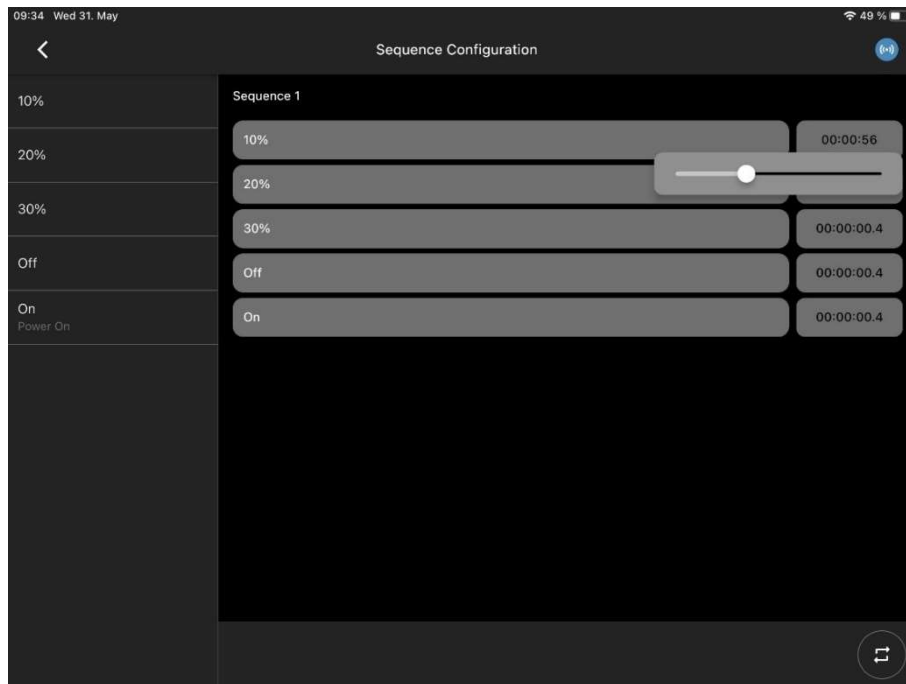 09:34 Wed 31. May
49 %
Sequence Configuration
10%
20%
30%
Off
On
Power On
Sequence 1
10%
00:00:56
20%
30%
00:00:00.4
Off
00:00:00.4
On
00:00:00.4